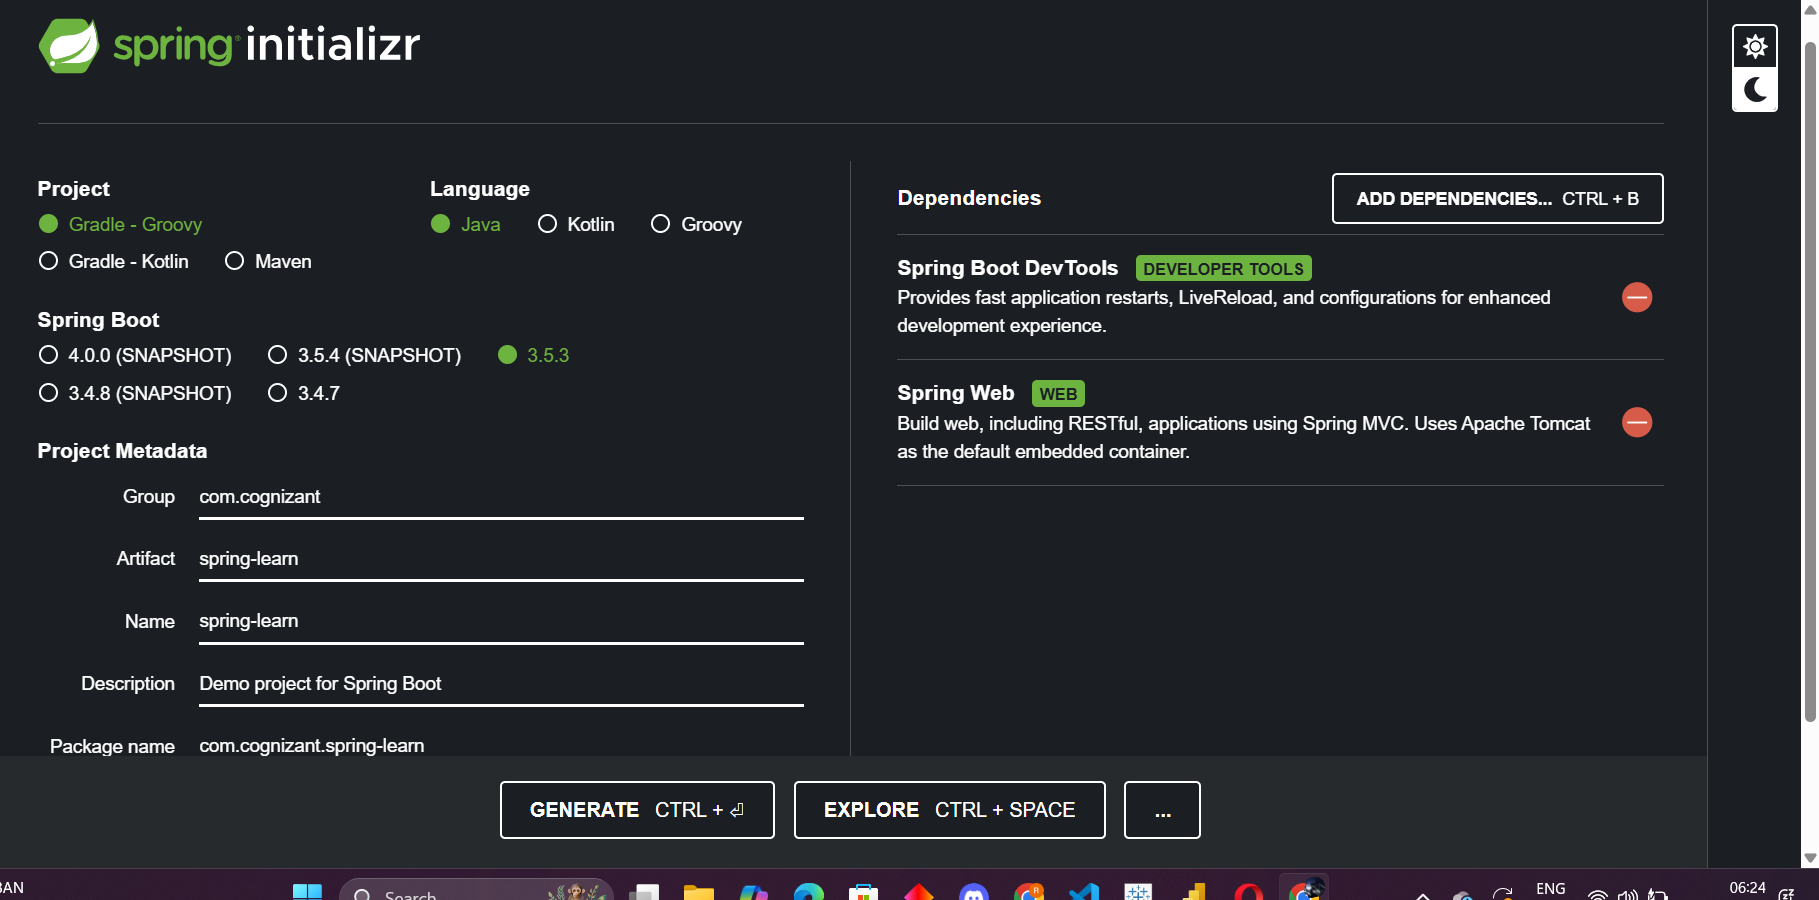 spring initializr
Project
Gradle - Groovy
Gradle - Kotlin Maven
Language
Java Kotlin Groovy
Spring Boot
4.0.0 (SNAPSHOT) 3.5.4 (SNAPSHOT) 3.5.3
3.4.8 (SNAPSHOT) 3.4.7
Project Metadata
Group com.cognizant
Artifact spring-learn
Name spring-learn
Description Demo project for Spring Boot
Package name com.cognizant.spring-learn
Dependencies
ADD DEPENDENCIES... CTRL + B
Spring Boot DevTools DEVELOPER TOOLS
Provides fast application restarts, LiveReload, and configurations for enhanced
development experience.
Spring Web WEB
Build web, including RESTful, applications using Spring MVC. Uses Apache Tomcat
as the default embedded container.
GENERATE CTRL + ⏎
EXPLORE CTRL + SPACE
...
Search
ENG
06:24